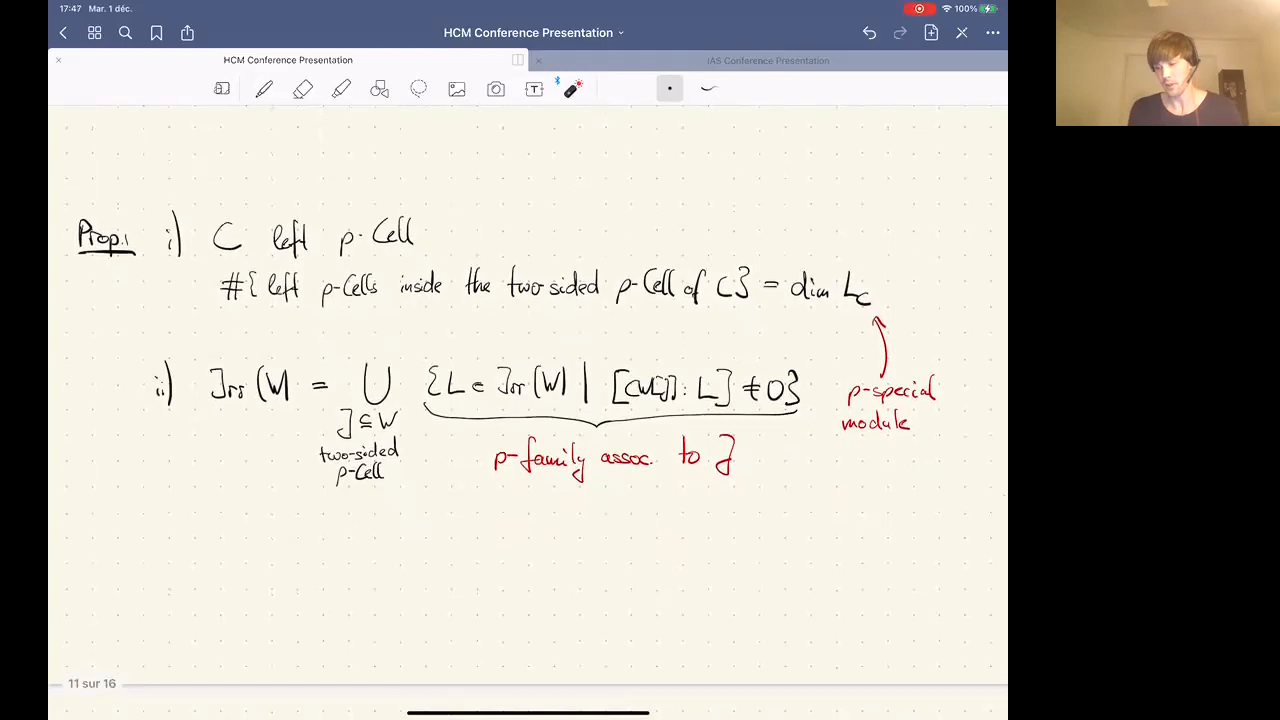 17:47 Mar. 1 déc.
100%
HCM Conference Presentation
HCM Conference Presentation
IAS Conference Presentation
Prop.: i) C left p-Cell
#{ left p-Cells inside the two sided p-Cell of C} = dim L_C
ii) Irr(W) = ⋃ {L ∈ Irr(W) | [ℂW[J]: L] ≠ 0}
J ⊆ W
two-sided
p-Cell
p-special
module
p-family assoc. to J
11 sur 16